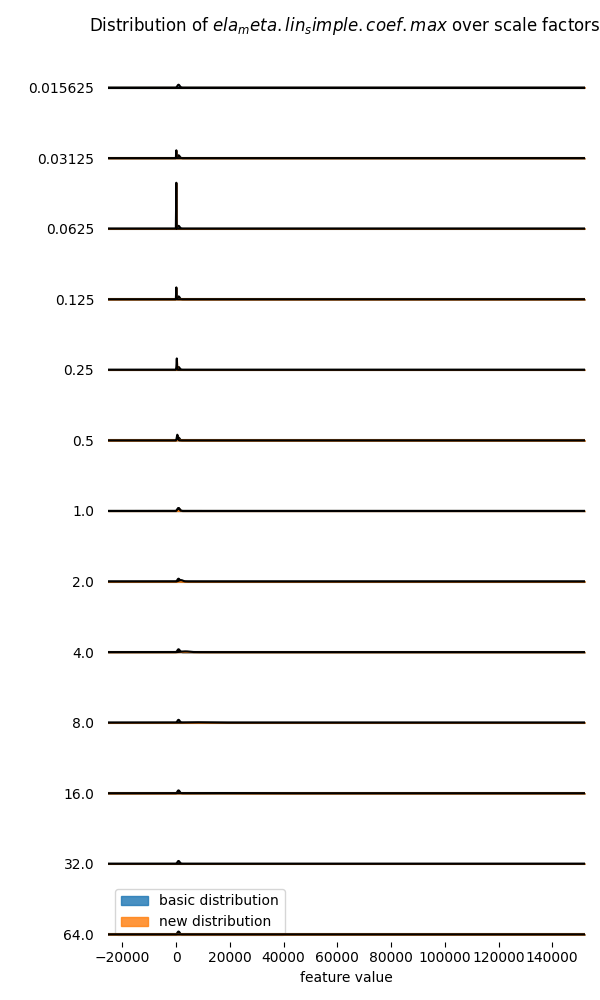 Distribution of ela_meta.lin_simple.coef.max over scale factors
0.015625
0.03125
0.0625
0.125
0.25
0.5
1.0
2.0
4.0
8.0
16.0
32.0
basic distribution
new distribution
64.0
−20000 0 20000 40000 60000 80000 100000 120000 140000
feature value